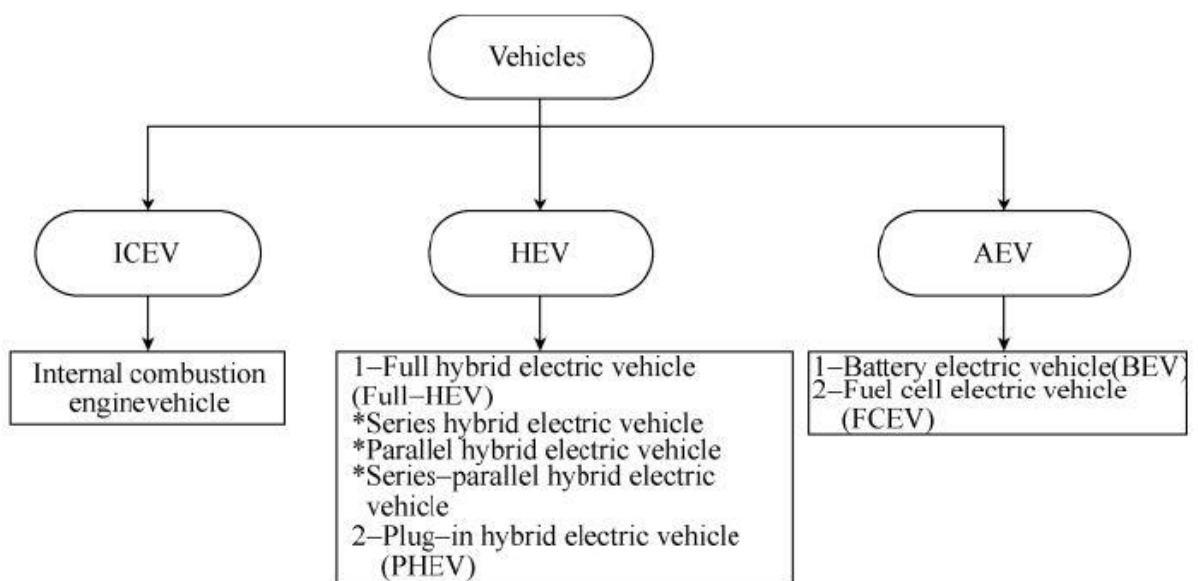 Vehicles
ICEV
HEV
AEV
Internal combustion
enginevehicle
1–Full hybrid electric vehicle
(Full–HEV)
*Series hybrid electric vehicle
*Parallel hybrid electric vehicle
*Series–parallel hybrid electric
vehicle
2–Plug–in hybrid electric vehicle
(PHEV)
1–Battery electric vehicle(BEV)
2–Fuel cell electric vehicle
(FCEV)